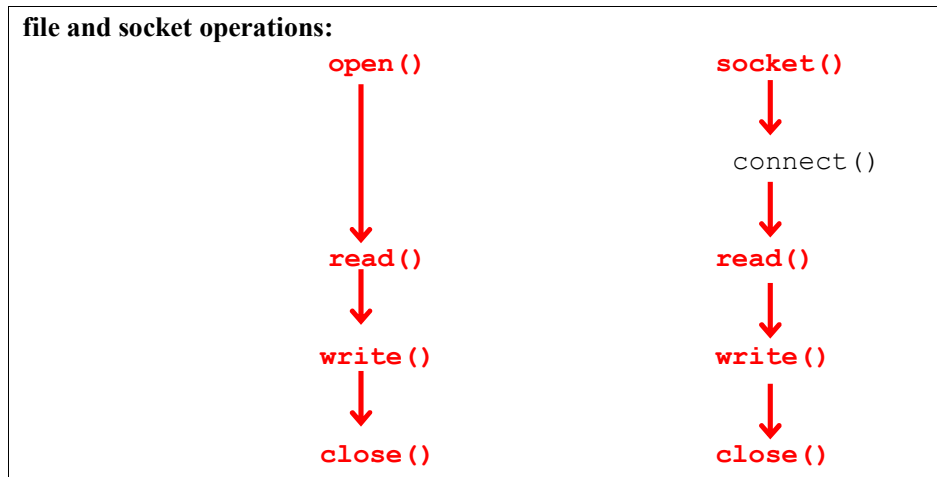 file and socket operations:
open() socket()
connect()
read() read()
write() write()
close() close()